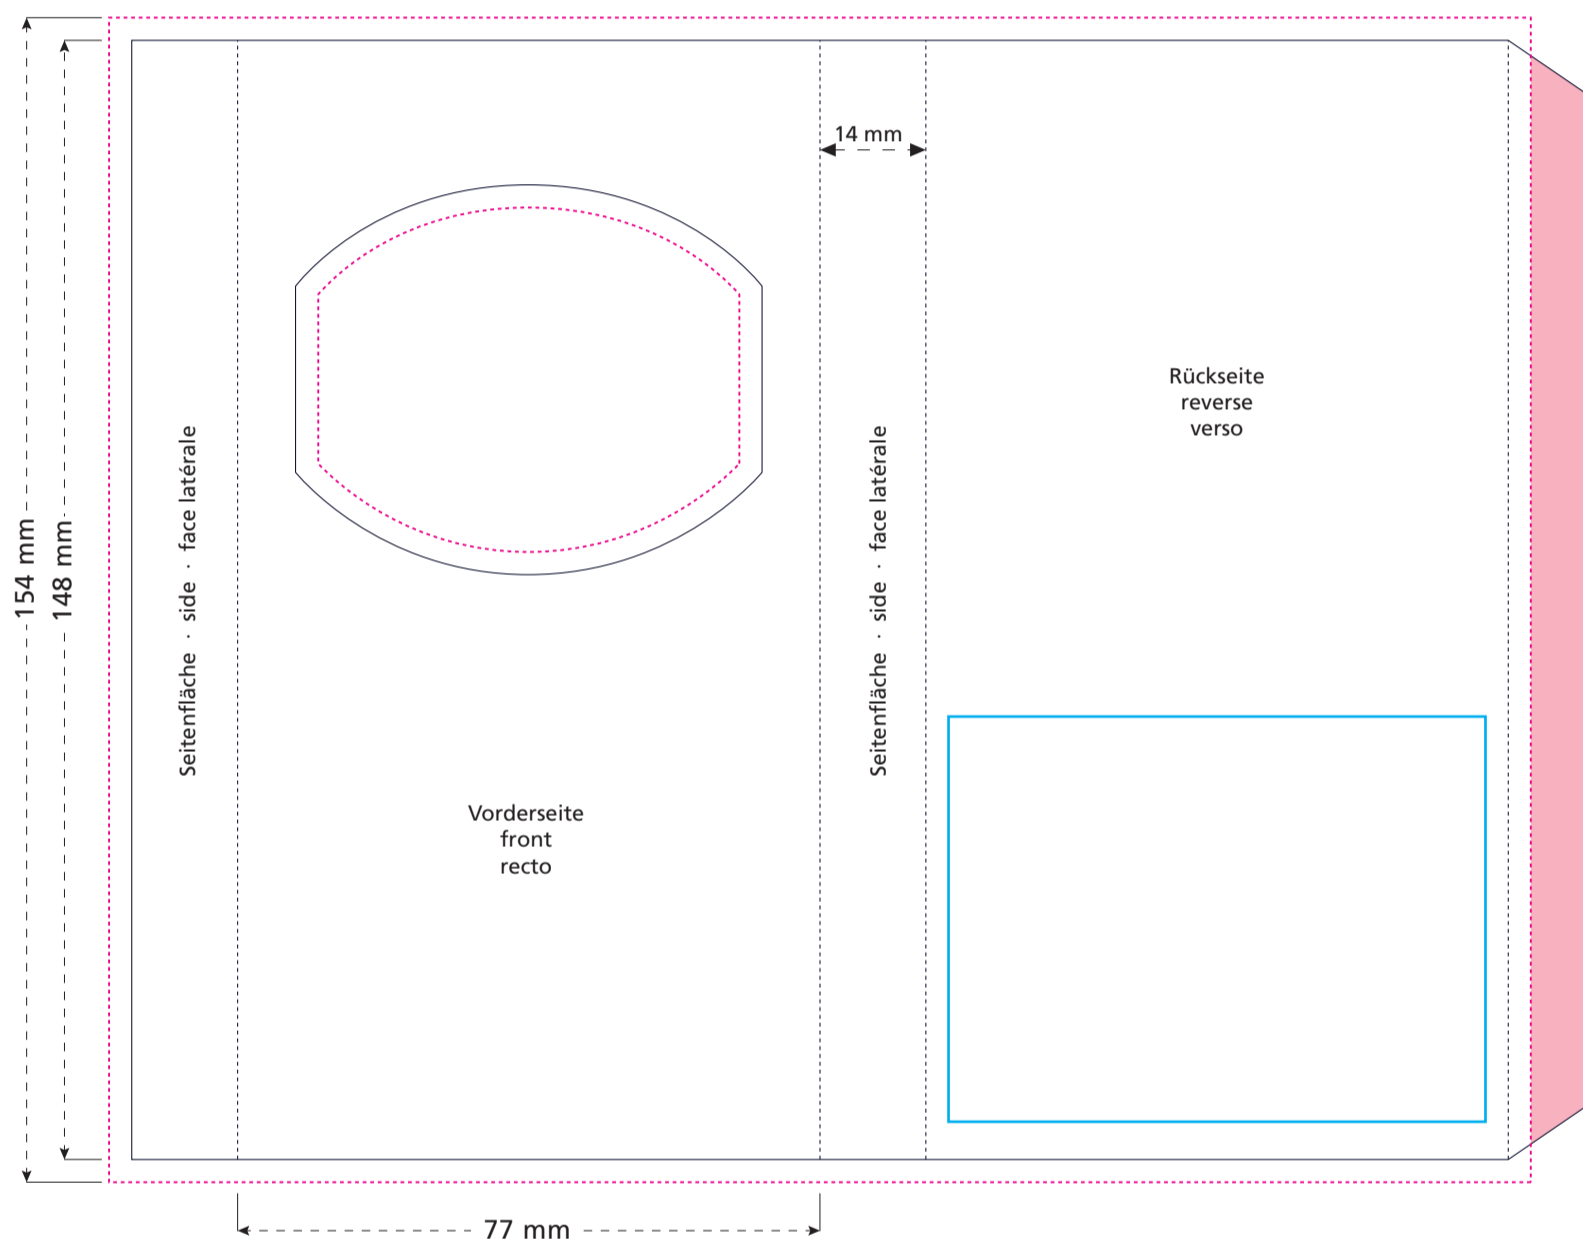 14 mm
154 mm
148 mm
Seitenfläche · side · face latérale
Seitenfläche · side · face latérale
Rückseite
reverse
verso
Vorderseite
front
recto
77 mm